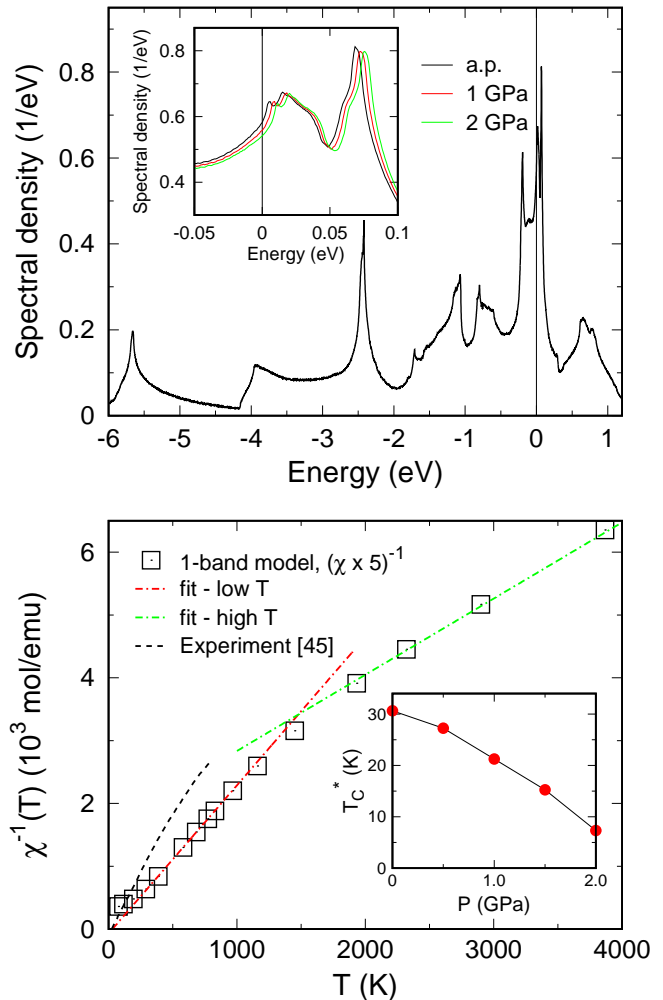 0.8
0.6
0.4
0.2
0
Spectral density (1/eV)
-6 -5 -4 -3 -2 -1 0 1
Energy (eV)
a.p.
1 GPa
2 GPa
0.8
0.6
0.4
Spectral density (1/eV)
-0.05 0 0.05 0.1
Energy (eV)
6
4
2
0
χ⁻¹(T) (10³ mol/emu)
0 1000 2000 3000 4000
T (K)
1-band model, (χ x 5)⁻¹
fit - low T
fit - high T
Experiment [45]
30
20
10
0
T_C* (K)
0 1.0 2.0
P (GPa)